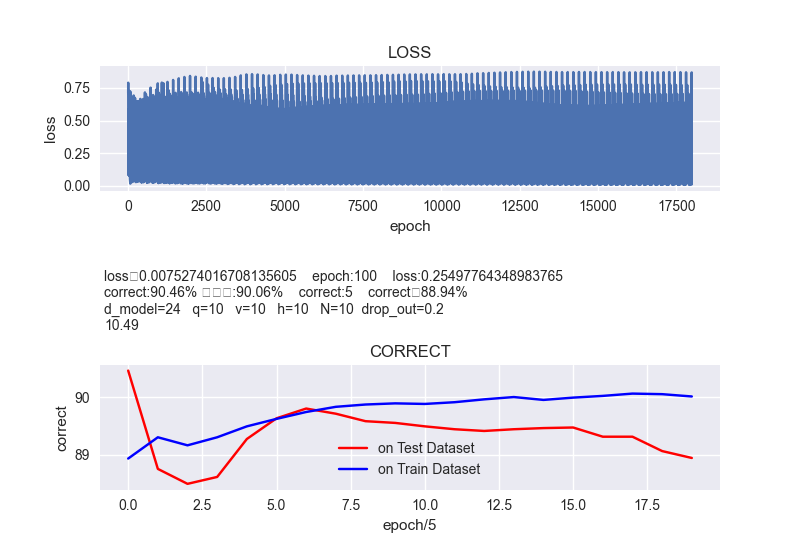 LOSS
0.75
0.50
0.25
0.00
loss
0 2500 5000 7500 10000 12500 15000 17500
epoch
loss□0.0075274016708135605 epoch:100 loss:0.25497764348983765
correct:90.46% □□□:90.06% correct:5 correct□88.94%
d_model=24 q=10 v=10 h=10 N=10 drop_out=0.2
10.49
CORRECT
90
89
correct
on Test Dataset
on Train Dataset
0.0 2.5 5.0 7.5 10.0 12.5 15.0 17.5
epoch/5